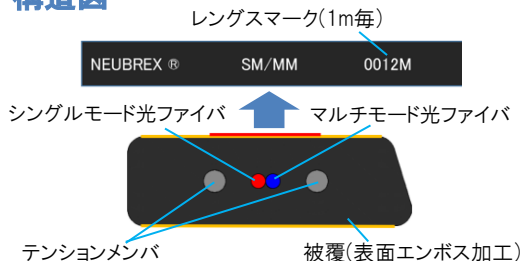 構造図
レングスマーク(1m毎)
NEUBREX ® SM/MM 0012M
シングルモード光ファイバ マルチモード光ファイバ
テンションメンバ 被覆(表面エンボス加工)